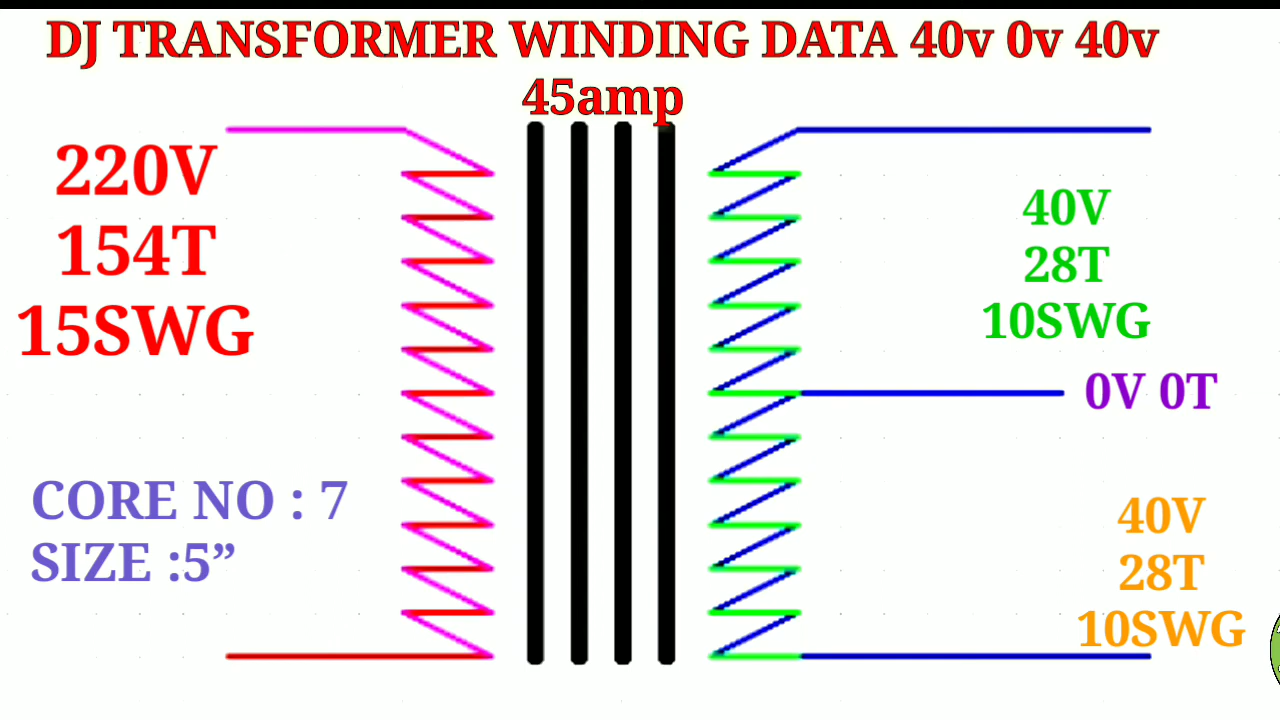 DJ TRANSFORMER WINDING DATA 40v 0v 40v
45amp
220V
154T
15SWG
40V
28T
10SWG
0V 0T
CORE NO : 7
SIZE :5”
40V
28T
10SWG